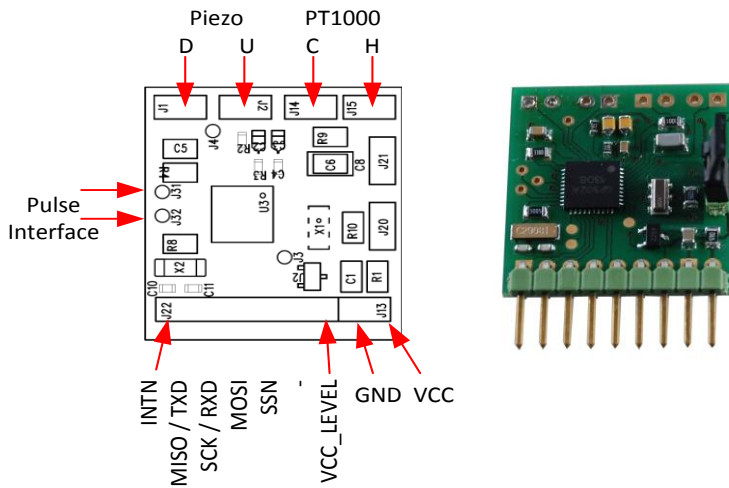 Piezo PT1000
D U C H
J1 J2 J14 J15
J4
R2 C2 C3
R9
C5
C6 C8
J21
R4
R3 C4
J31
Pulse
Interface
J32
U3
X1
R10
J20
R8
X2
J3
C1 R1
C10 C11
J22 J13
INTN
MISO / TXD
SCK / RXD
MOSI
SSN
-
VCC_LEVEL
GND VCC